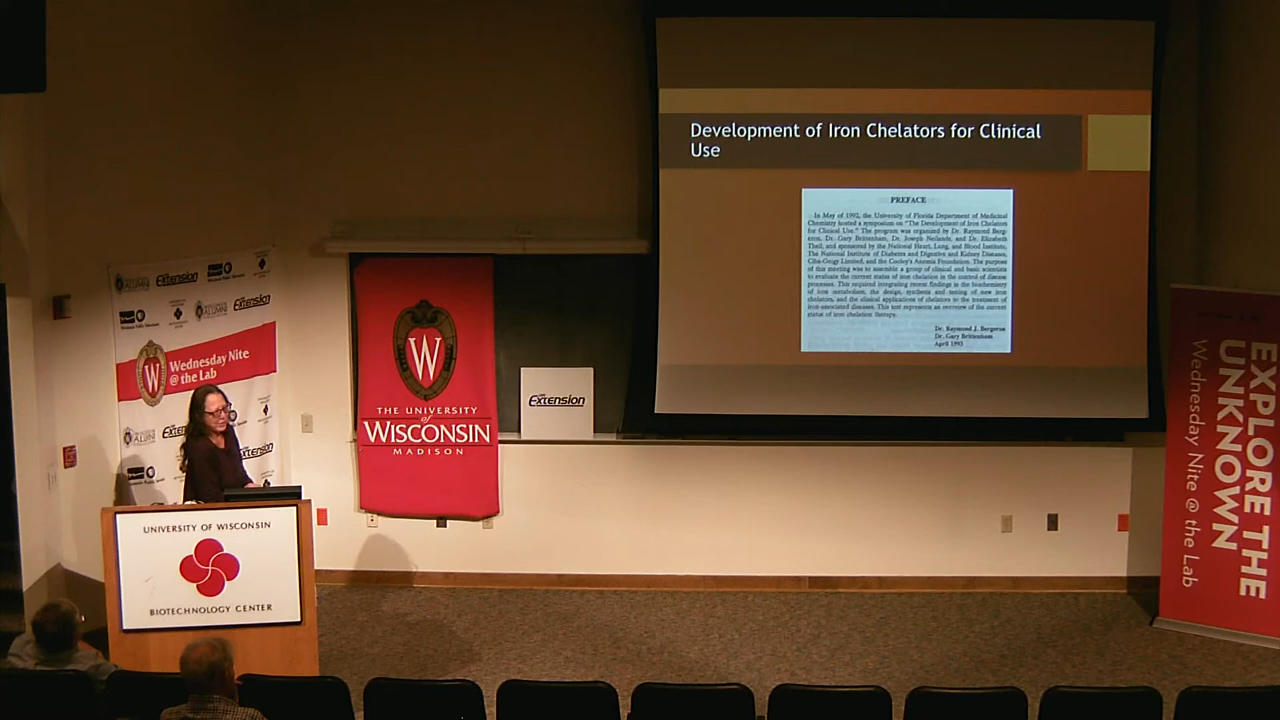 Development of Iron Chelators for Clinical
Use
PREFACE
In May of 1992, the University of Florida Department of Medicinal
Chemistry hosted a symposium on "The Development of Iron Chelators
for Clinical Use." The program was organized by Dr. Raymond Berg-
eron, Dr. Gary Brittenham, Dr. Joseph Neilands, and Dr. Elizabeth
Theil, and sponsored by the National Heart, Lung, and Blood Institute,
The National Institute of Diabetes and Digestive and Kidney Diseases,
Ciba-Geigy Limited, and the Cooley's Anemia Foundation. The purpose
of this meeting was to assemble a group of clinical and basic scientists
to evaluate the current status of iron chelation in the control of disease
processes. This required integrating recent findings in the biochemistry
of iron metabolism, the design, synthesis and testing of new iron
chelators, and the clinical applications of chelators to the treatment of
iron-associated diseases. This text represents an overview of the current
status of iron chelation therapy.
Dr. Raymond J. Bergeron
Dr. Gary Brittenham
April 1993
Extension
Extension
Wednesday Nite
@ the Lab
W
W
THE UNIVERSITY
of
WISCONSIN
MADISON
Extension
UNIVERSITY OF WISCONSIN
BIOTECHNOLOGY CENTER
EXPLORE THE
UNKNOWN
Wednesday Nite @ the Lab